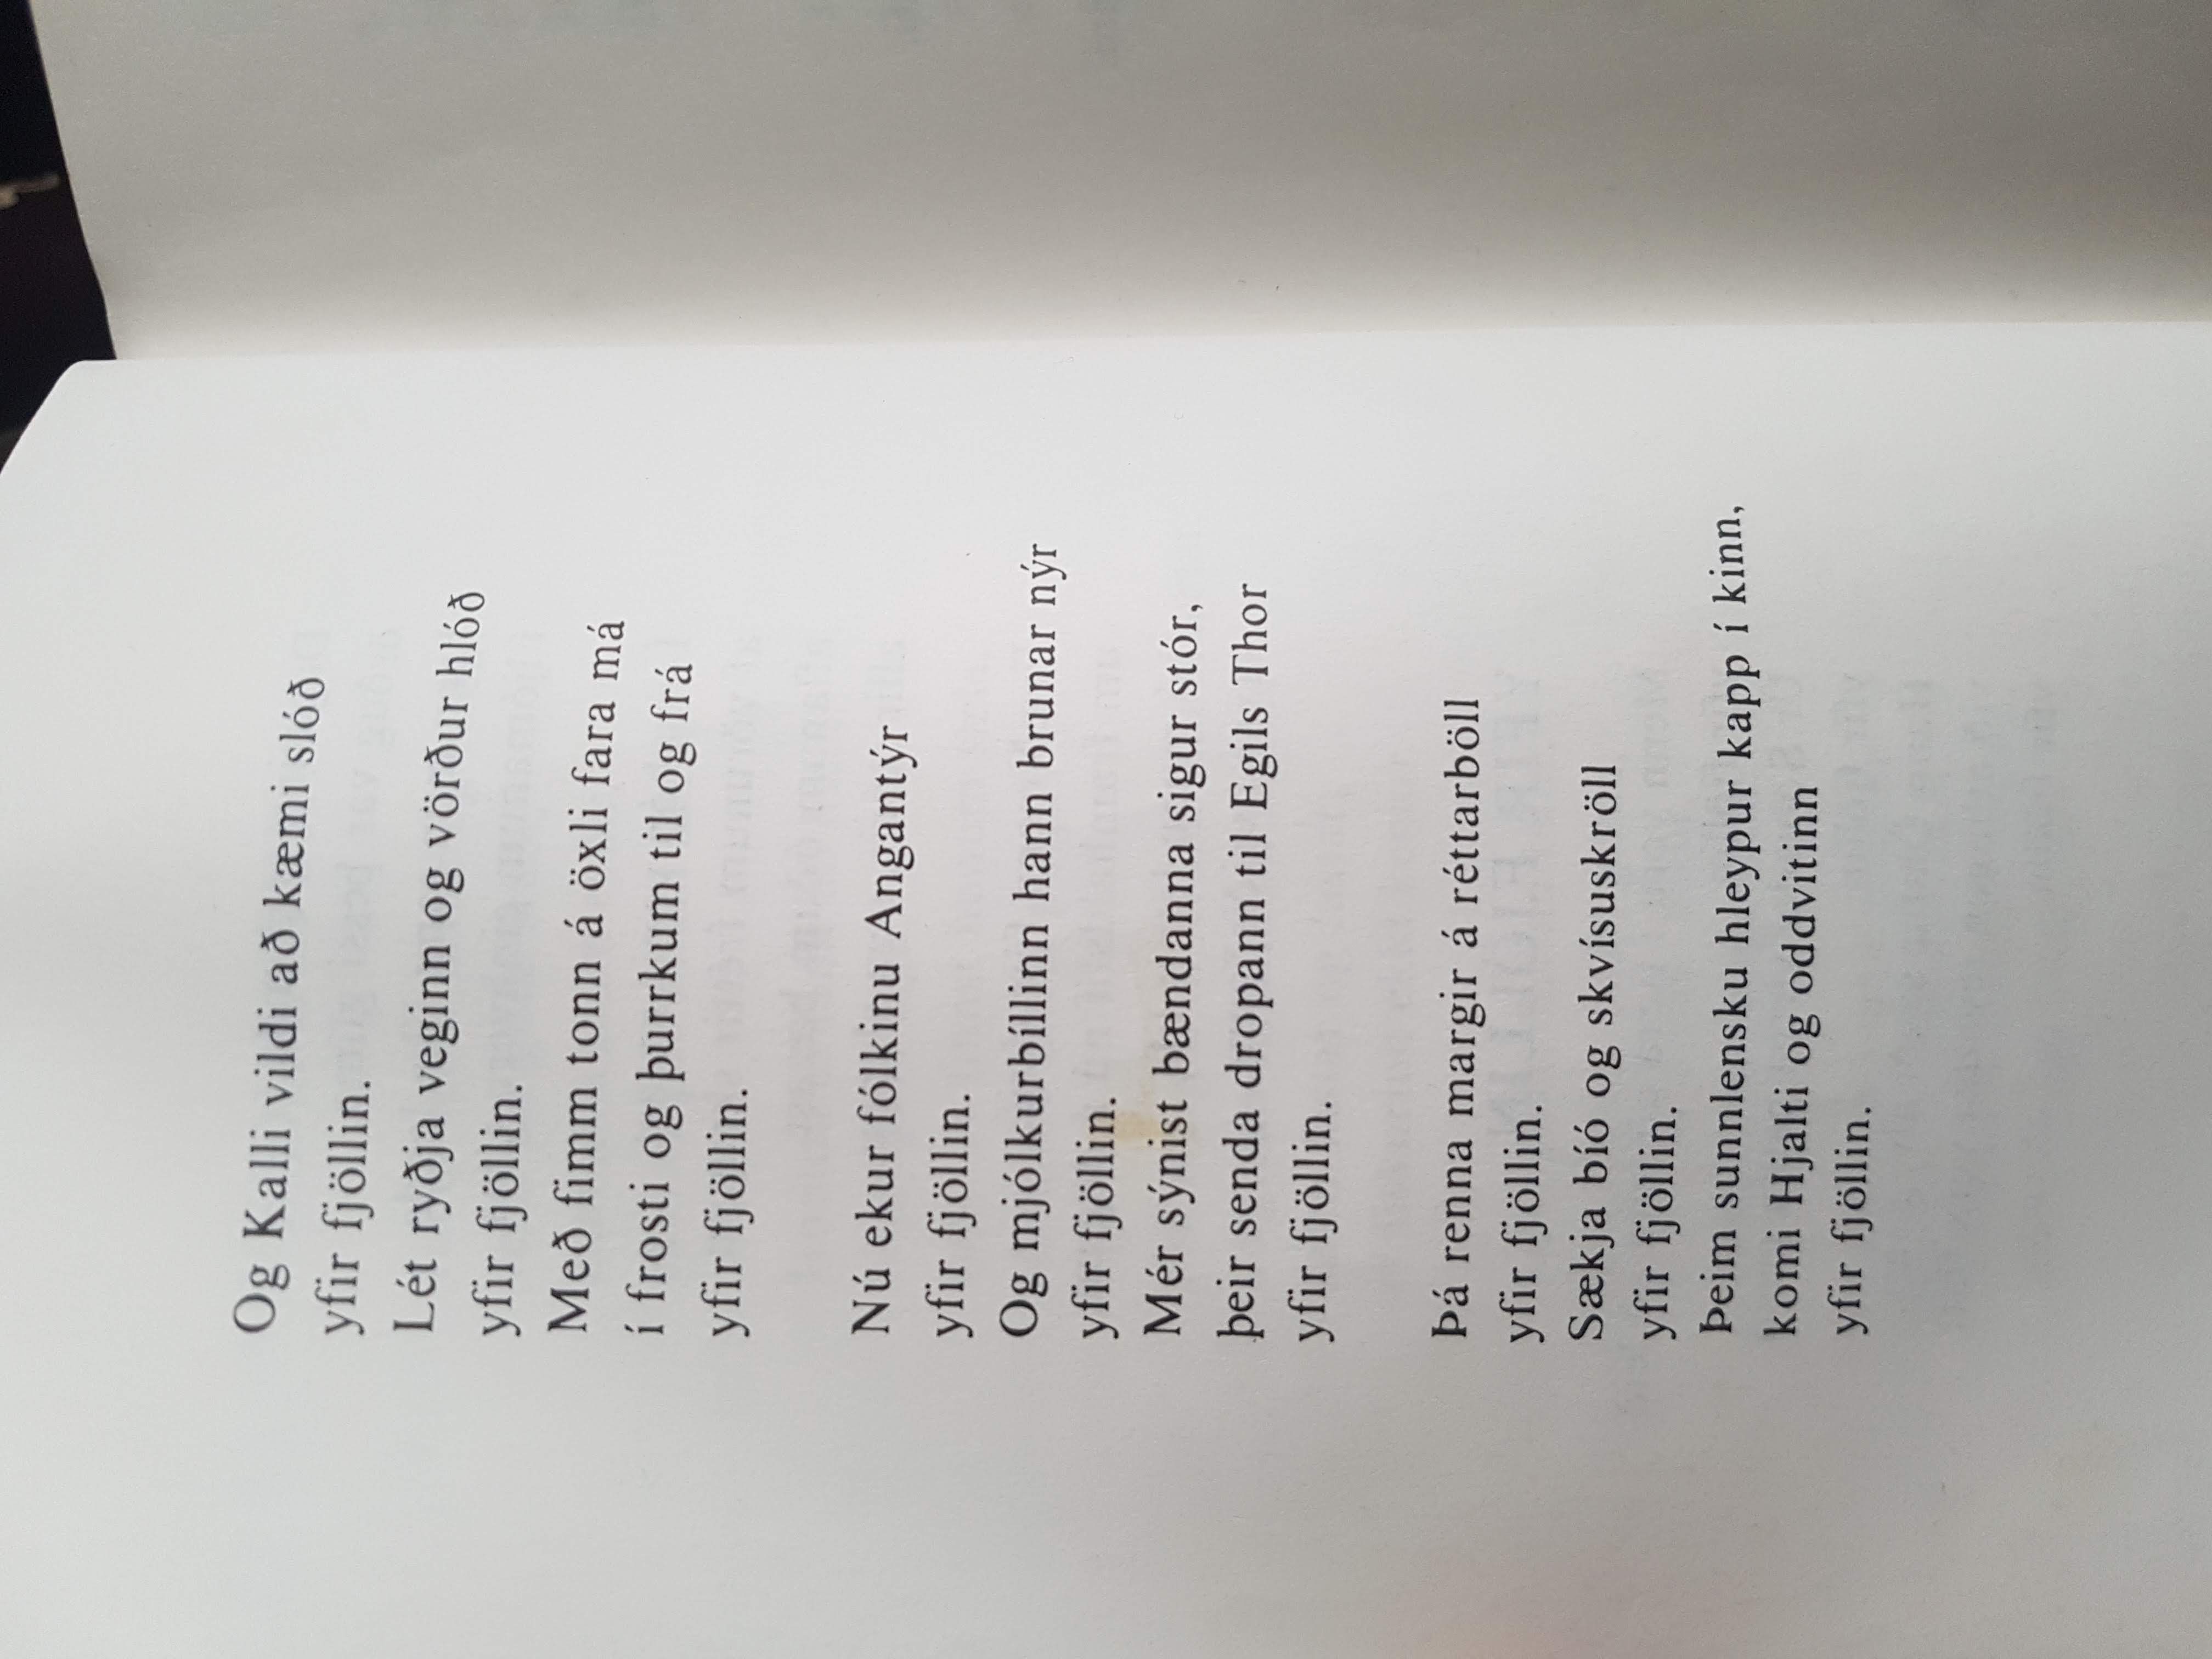 Og Kalli vildi að kæmi slóð
yfir fjöllin.
Lét ryðja veginn og vörður hlóð
yfir fjöllin.
Með fimm tonn á öxli fara má
í frosti og þurrkum til og frá
yfir fjöllin.
Nú ekur fólkinu Angantýr
yfir fjöllin.
Og mjólkurbíllinn hann brunar nýr
yfir fjöllin.
Mér sýnist bændanna sigur stór,
þeir senda dropann til Egils Thor
yfir fjöllin.
Þá renna margir á réttarböll
yfir fjöllin.
Sækja bíó og skvísuskröll
yfir fjöllin.
Þeim sunnlensku hleypur kapp í kinn,
komi Hjalti og oddvitinn
yfir fjöllin.